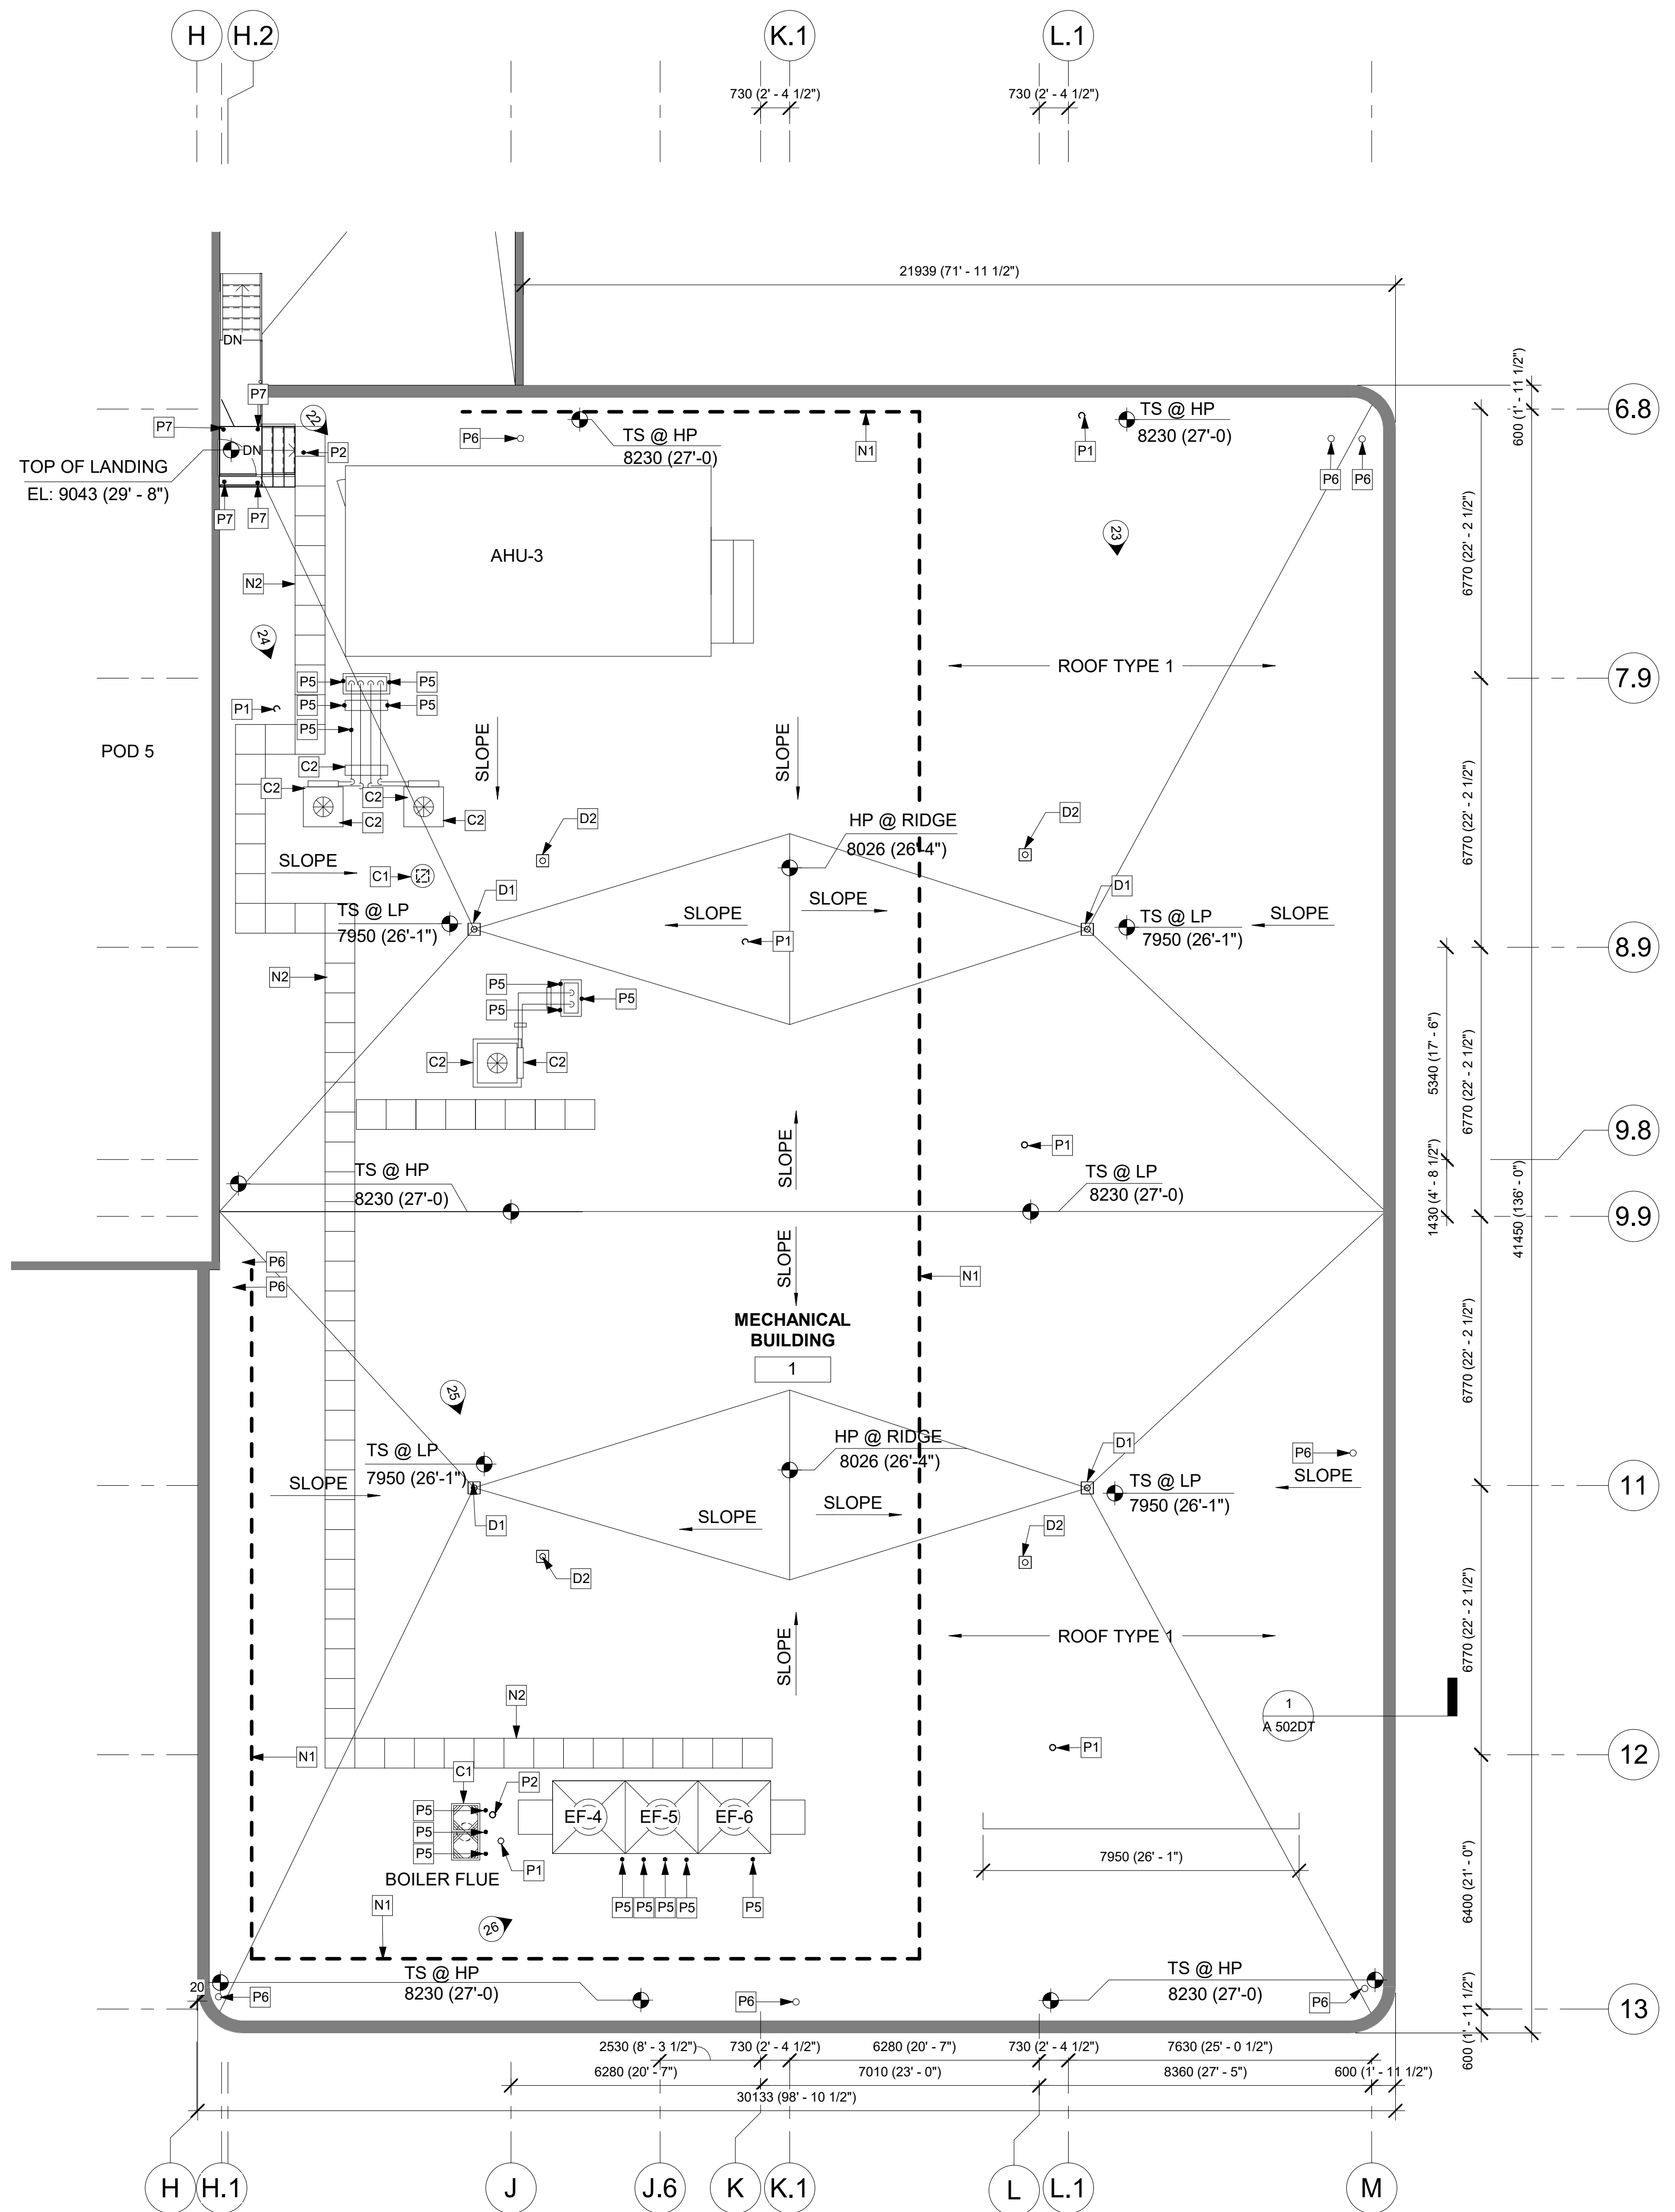 H
H.2
K.1
L.1
730 (2' - 4 1/2")
730 (2' - 4 1/2")
21939 (71' - 11 1/2")
600 (1' - 11 1/2")
DN
P7
P7
22
6.8
TS @ HP
8230 (27'-0)
P6
TS @ HP
8230 (27'-0)
N1
P1
DN
P2
TOP OF LANDING
EL: 9043 (29' - 8")
P6
P6
P7
P7
6770 (22' - 2 1/2")
23
AHU-3
N2
24
ROOF TYPE 1
7.9
P5
P5
P5
P5
P5
P1
POD 5
SLOPE
SLOPE
C2
C2
C2
C2
C2
6770 (22' - 2 1/2")
D2
D2
HP @ RIDGE
8026 (26'-4")
SLOPE
C1
D1
D1
TS @ LP
7950 (26'-1")
SLOPE
SLOPE
TS @ LP
7950 (26'-1")
SLOPE
P1
8.9
N2
P5
P5
P5
C2
C2
5340 (17' - 6")
6770 (22' - 2 1/2")
9.8
P1
SLOPE
TS @ HP
8230 (27'-0)
TS @ LP
8230 (27'-0)
1430 (4' - 8 1/2")
41450 (136' - 0")
9.9
SLOPE
P6
P6
N1
MECHANICAL
BUILDING
1
6770 (22' - 2 1/2")
25
TS @ LP
7950 (26'-1")
HP @ RIDGE
8026 (26'-4")
D1
P6
SLOPE
SLOPE
TS @ LP
7950 (26'-1")
11
SLOPE
SLOPE
D1
D2
D2
SLOPE
ROOF TYPE 1
6770 (22' - 2 1/2")
N2
1
A 502DT
N1
P1
12
C1
P2
P5
P5
P5
EF-4
EF-5
EF-6
P1
BOILER FLUE
7950 (26' - 1")
N1
P5
P5
P5
P5
P5
26
6400 (21' - 0")
TS @ HP
8230 (27'-0)
TS @ HP
8230 (27'-0)
20
P6
P6
P6
13
600 (1' - 11 1/2")
2530 (8' - 3 1/2")
730 (2' - 4 1/2")
6280 (20' - 7")
730 (2' - 4 1/2")
7630 (25' - 0 1/2")
6280 (20' - 7")
7010 (23' - 0")
8360 (27' - 5")
600 (1' - 11 1/2")
30133 (98' - 10 1/2")
H
H.1
J
J.6
K
K.1
L
L.1
M